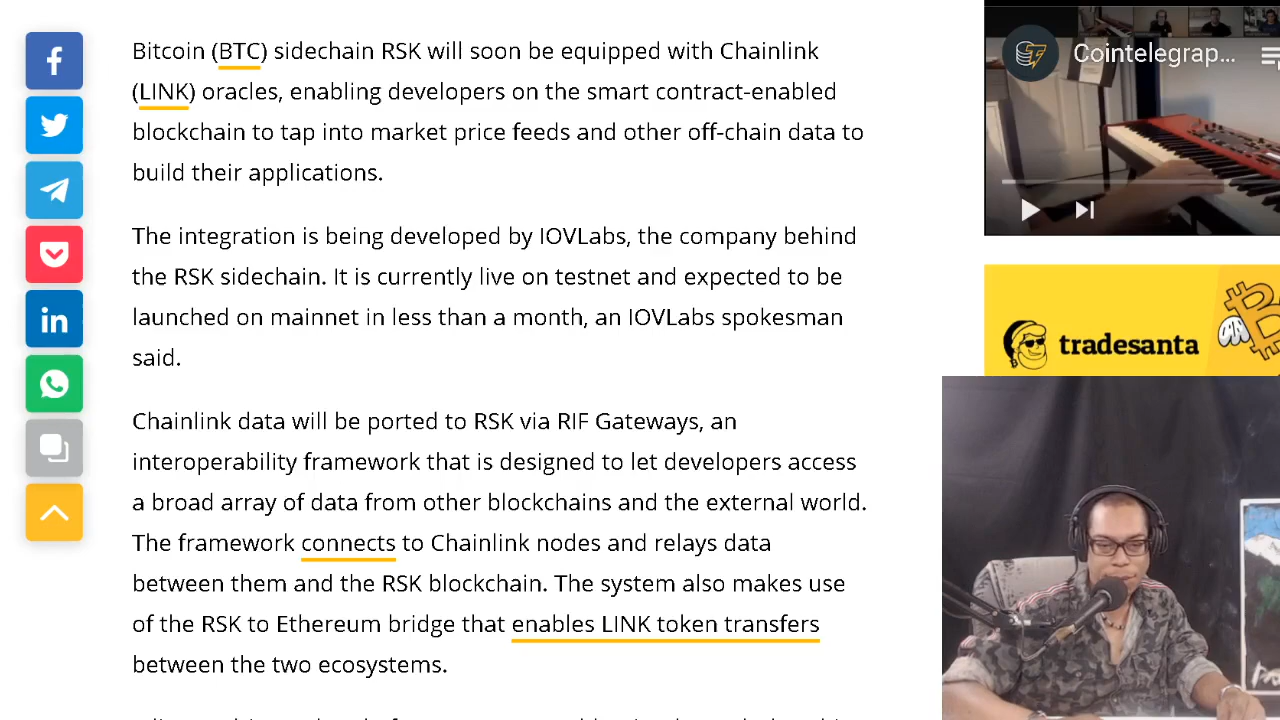 Bitcoin (BTC) sidechain RSK will soon be equipped with Chainlink
(LINK) oracles, enabling developers on the smart contract-enabled
blockchain to tap into market price feeds and other off-chain data to
build their applications.
The integration is being developed by IOVLabs, the company behind
the RSK sidechain. It is currently live on testnet and expected to be
launched on mainnet in less than a month, an IOVLabs spokesman
said.
Chainlink data will be ported to RSK via RIF Gateways, an
interoperability framework that is designed to let developers access
a broad array of data from other blockchains and the external world.
The framework connects to Chainlink nodes and relays data
between them and the RSK blockchain. The system also makes use
of the RSK to Ethereum bridge that enables LINK token transfers
between the two ecosystems.
Cointelegrap...
tradesanta